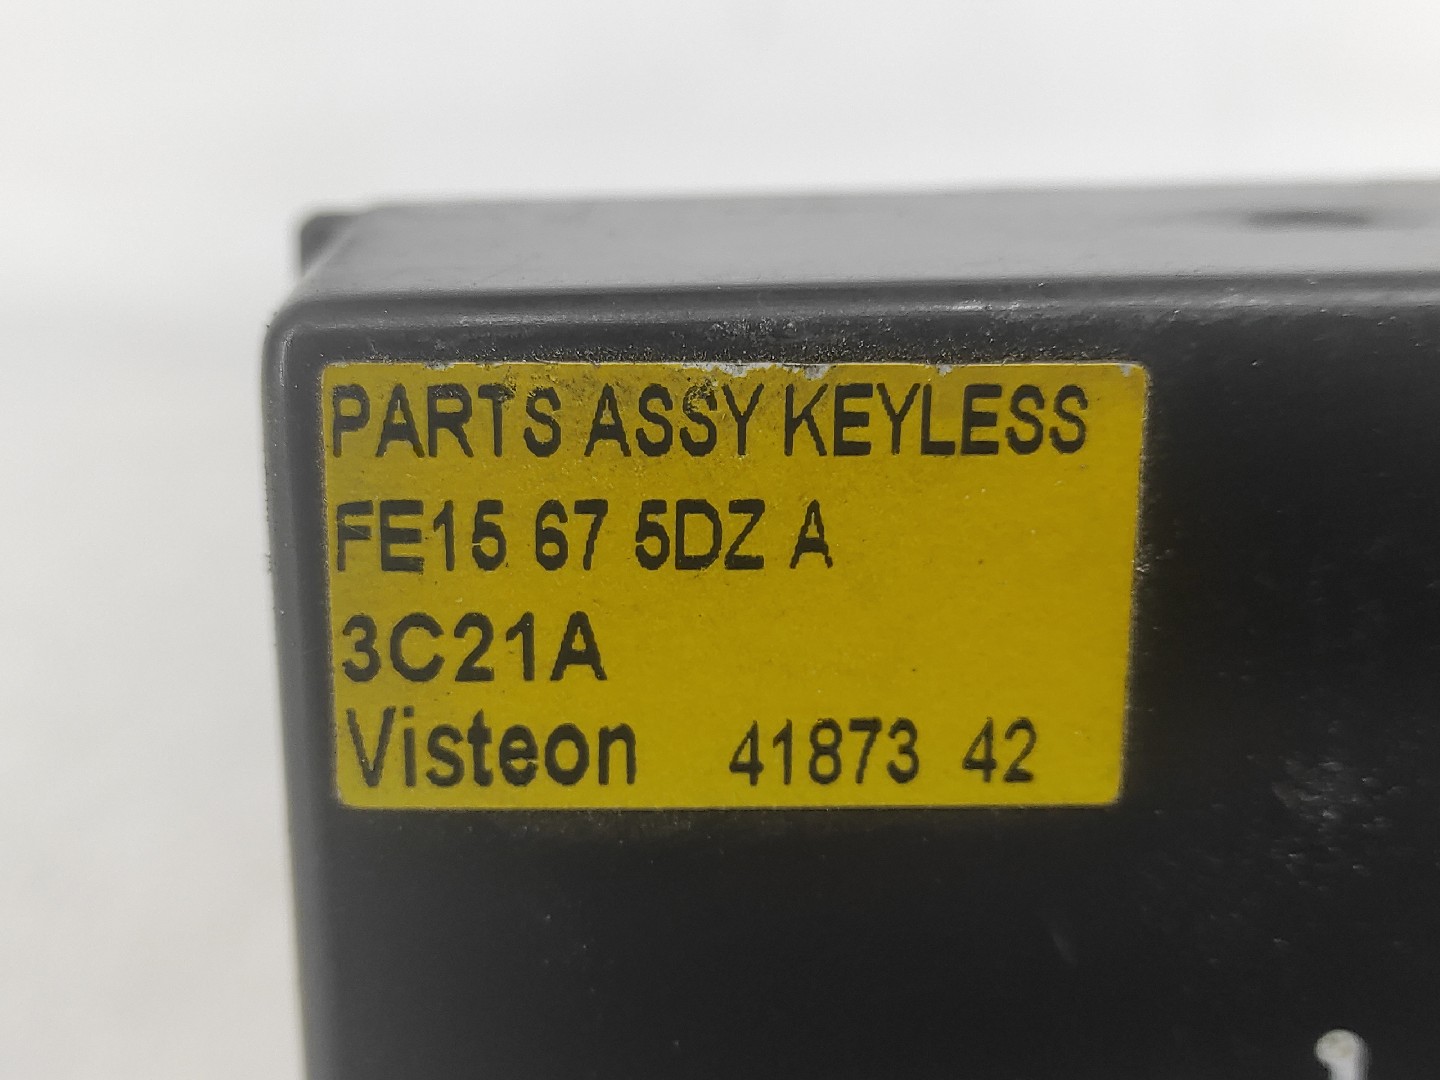 PARTS ASSY KEYLESS
FE15 67 5DZ A
3C21A
Visteon 41873 42